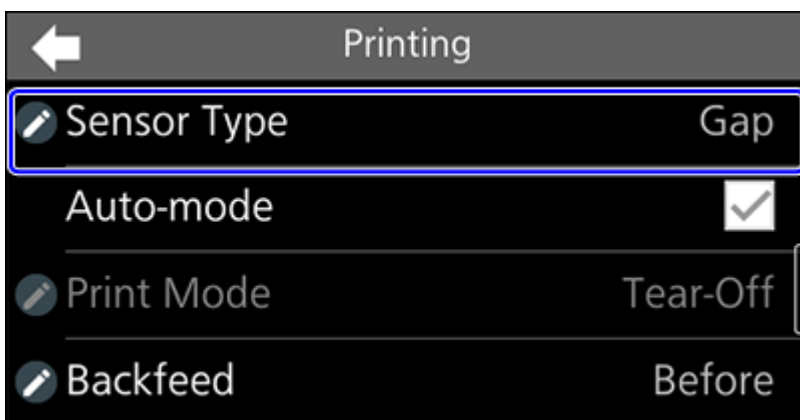 Printing
Sensor Type Gap
Auto-mode
Print Mode Tear-Off
Backfeed Before